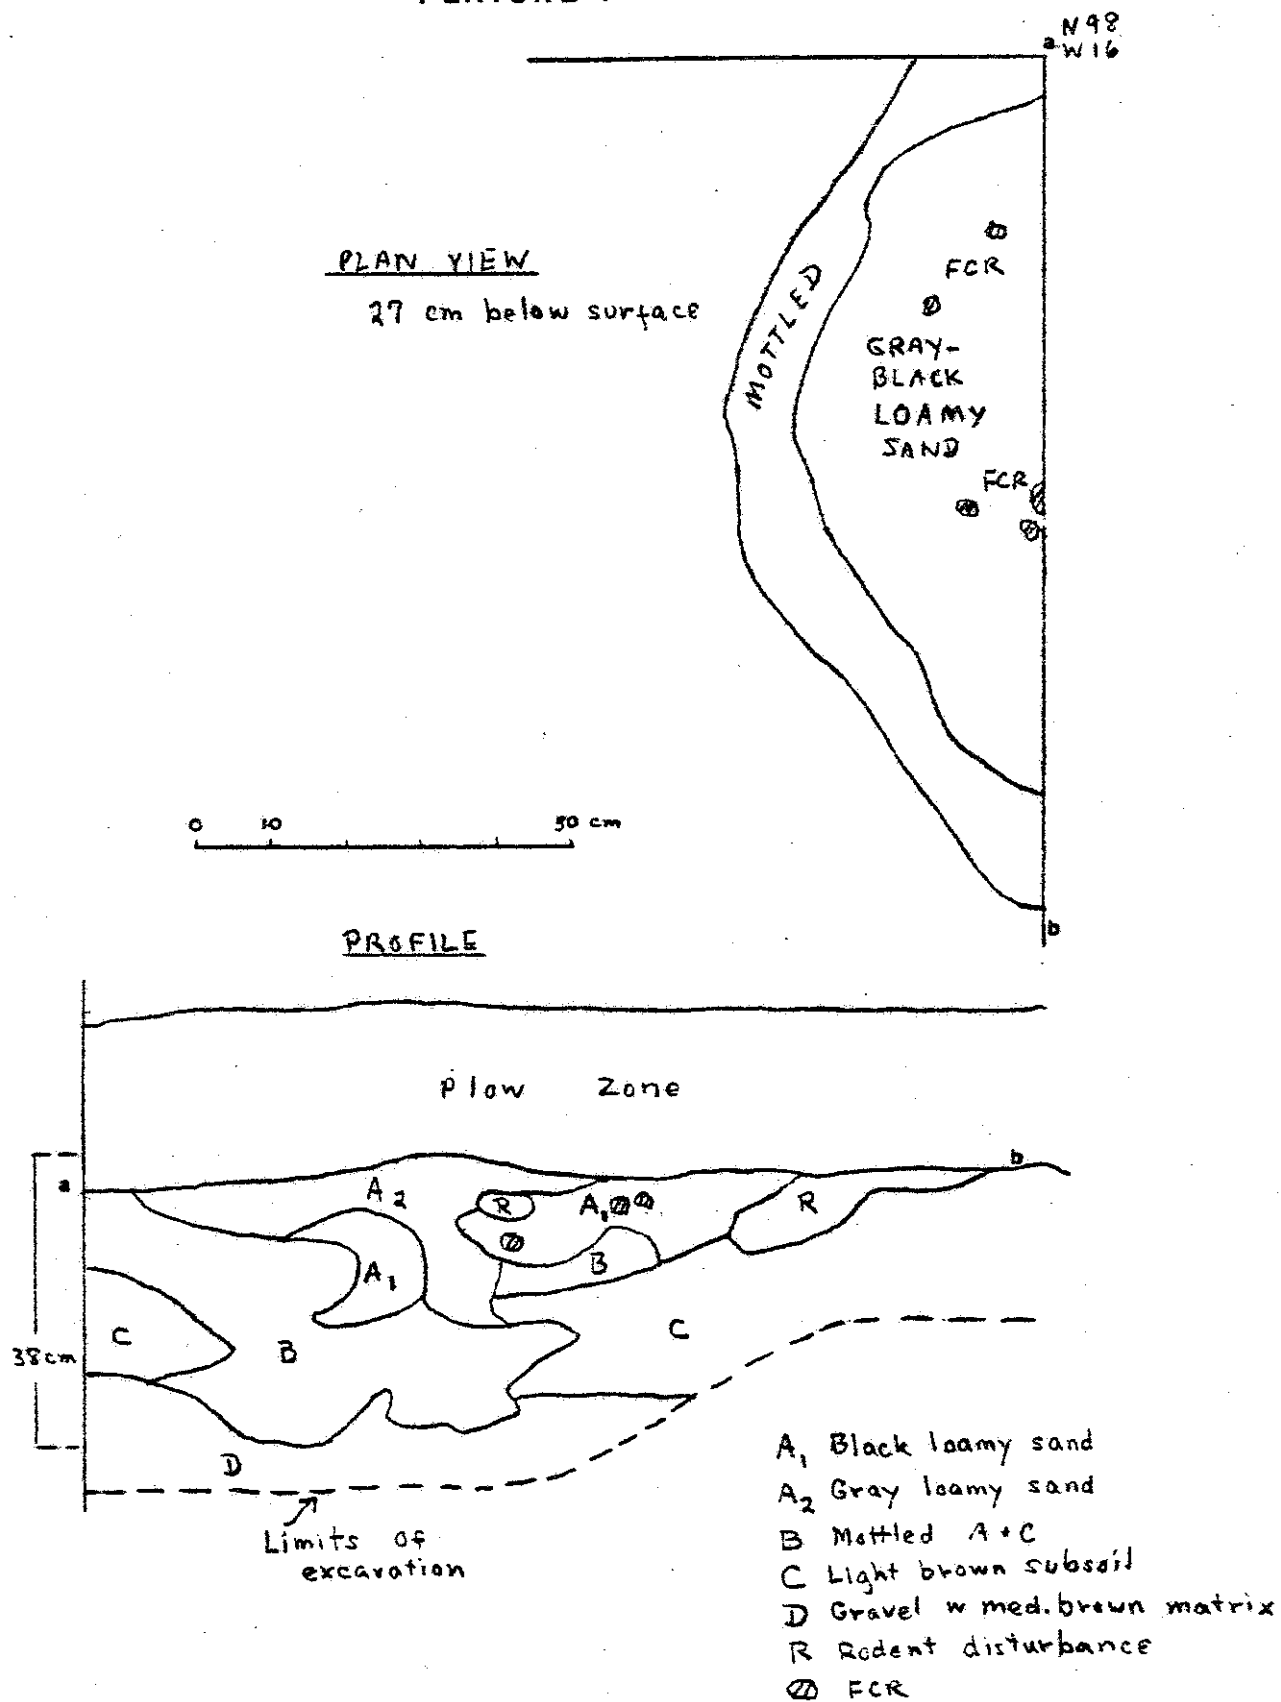 N98
a W16
PLAN VIEW
27 cm below surface
MOTTLED
FCR
GRAY-
BLACK
LOAMY
SAND
FCR
0 10 50 cm
b
PROFILE
Plow Zone
a
b
A2
R
A1
R
A1
B
C
B
C
38cm
D
Limits of
excavation
A1 Black loamy sand
A2 Gray loamy sand
B Mottled A + C
C Light brown subsoil
D Gravel w med. brown matrix
R Rodent disturbance
FCR